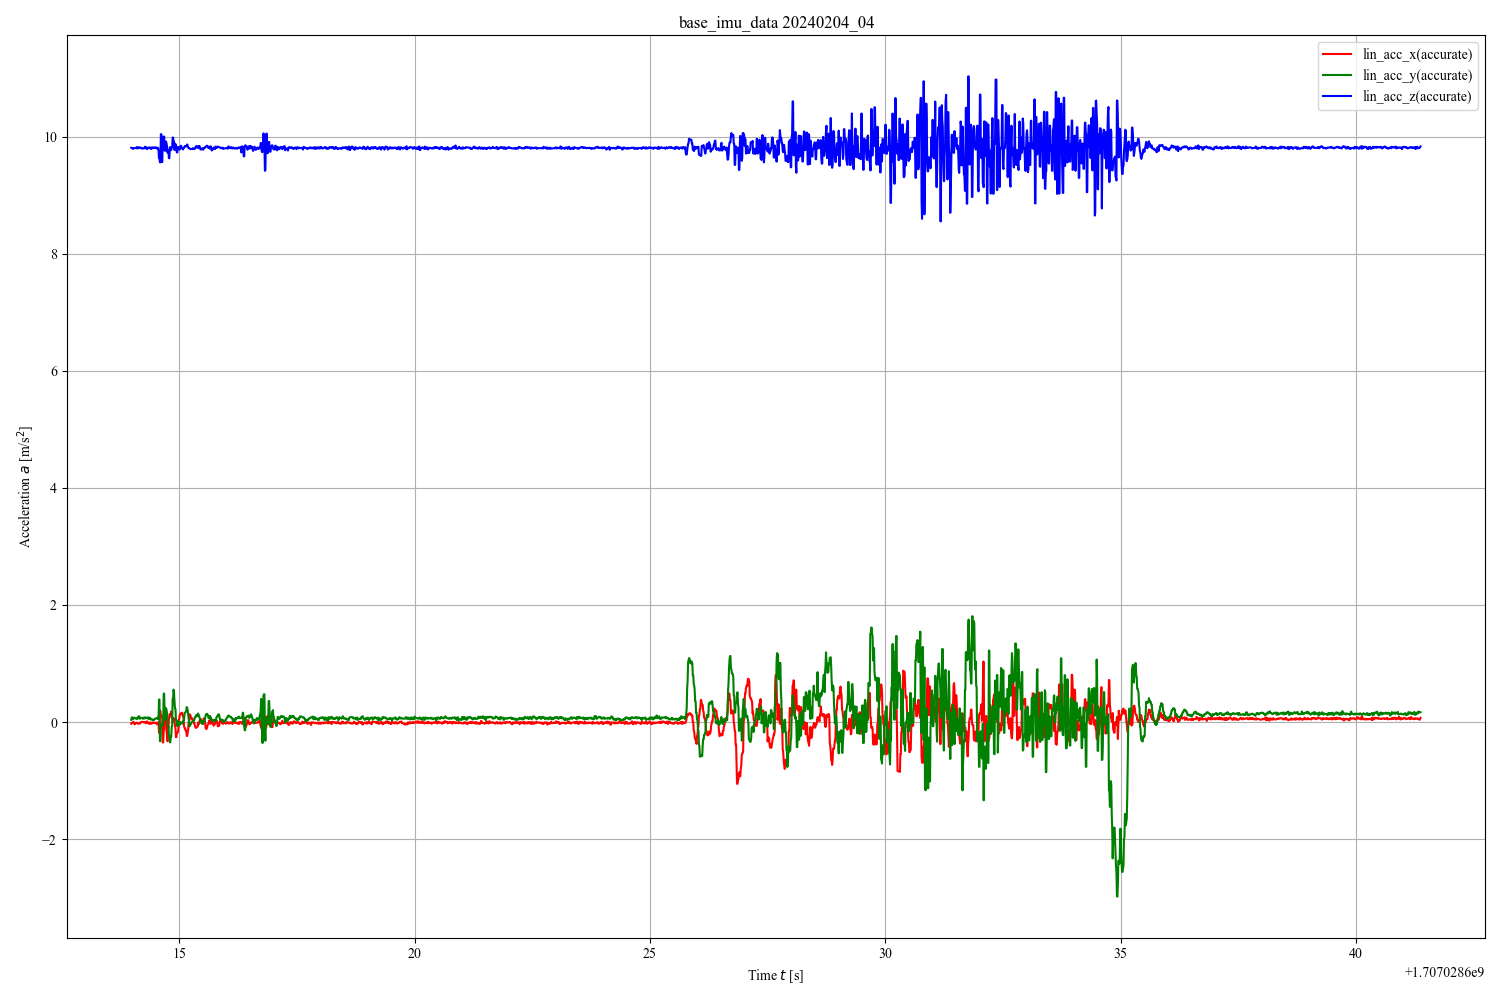 base_imu_data 20240204_04
lin_acc_x(accurate)
lin_acc_y(accurate)
lin_acc_z(accurate)
Acceleration a [m/s²]
10
8
6
4
2
0
−2
15
20
25
30
35
40
Time t [s]
+1.7070286e9